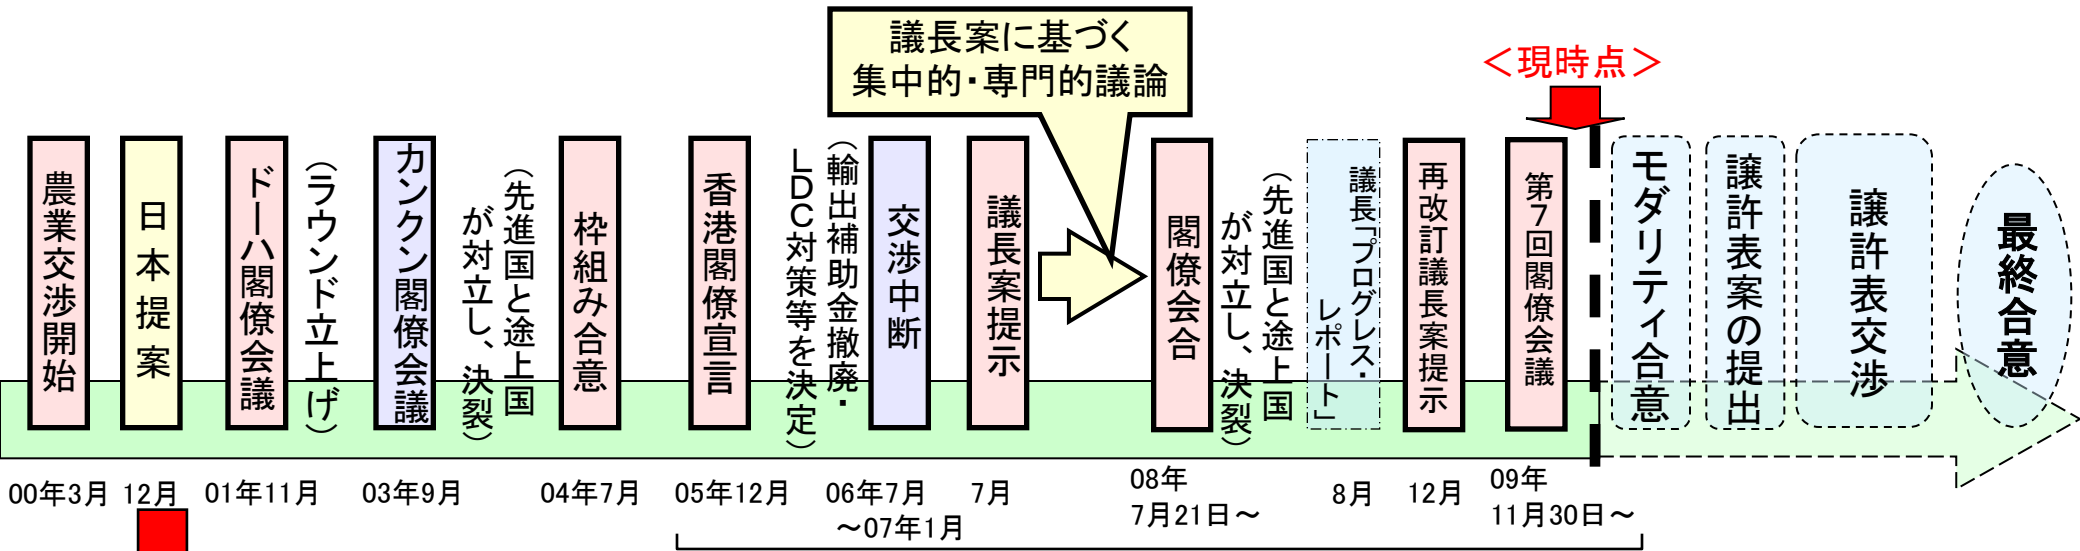 議長案に基づく
集中的・専門的議論
＜現時点＞
農業交渉開始
日本提案
ドーハ閣僚会議
（ラウンド立上げ）
カンクン閣僚会議
（先進国と途上国
が対立し、決裂）
枠組み合意
香港閣僚宣言
（輸出補助金撤廃・
ＬＤＣ対策等を決定）
交渉中断
議長案提示
閣僚会合
（先進国と途上国
が対立し、決裂）
議長「プログレス・
レポート」
再改訂議長案提示
第７回閣僚会議
モダリティ合意
譲許表案の提出
譲許表交渉
最終合意
00年3月
12月
01年11月
03年9月
04年7月
05年12月
06年7月
～07年1月
7月
08年
7月21日～
8月
12月
09年
11月30日～